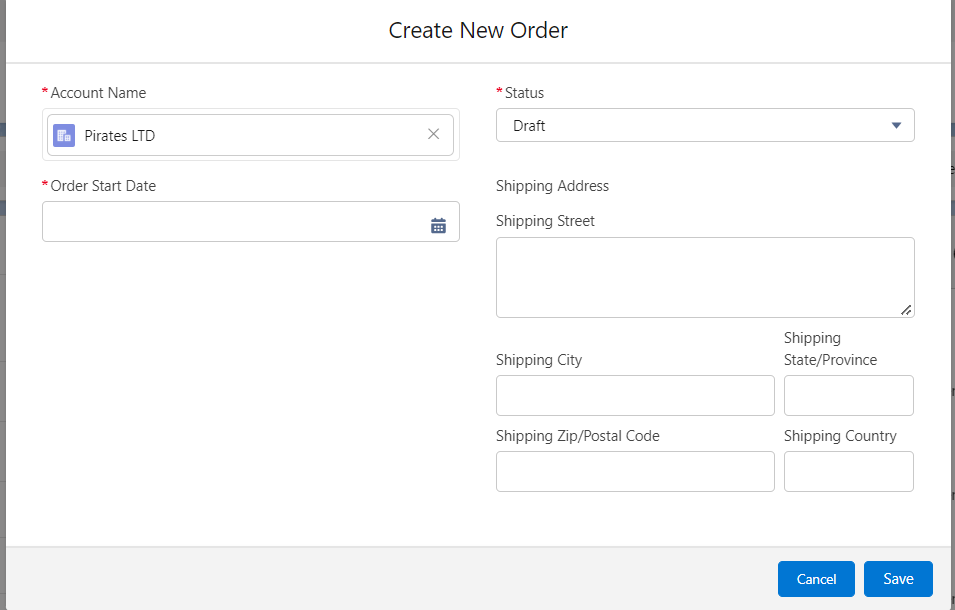 Create New Order
* Account Name
Pirates LTD
* Order Start Date
* Status
Draft
Shipping Address
Shipping Street
Shipping City
Shipping
State/Province
Shipping Zip/Postal Code
Shipping Country
Cancel
Save